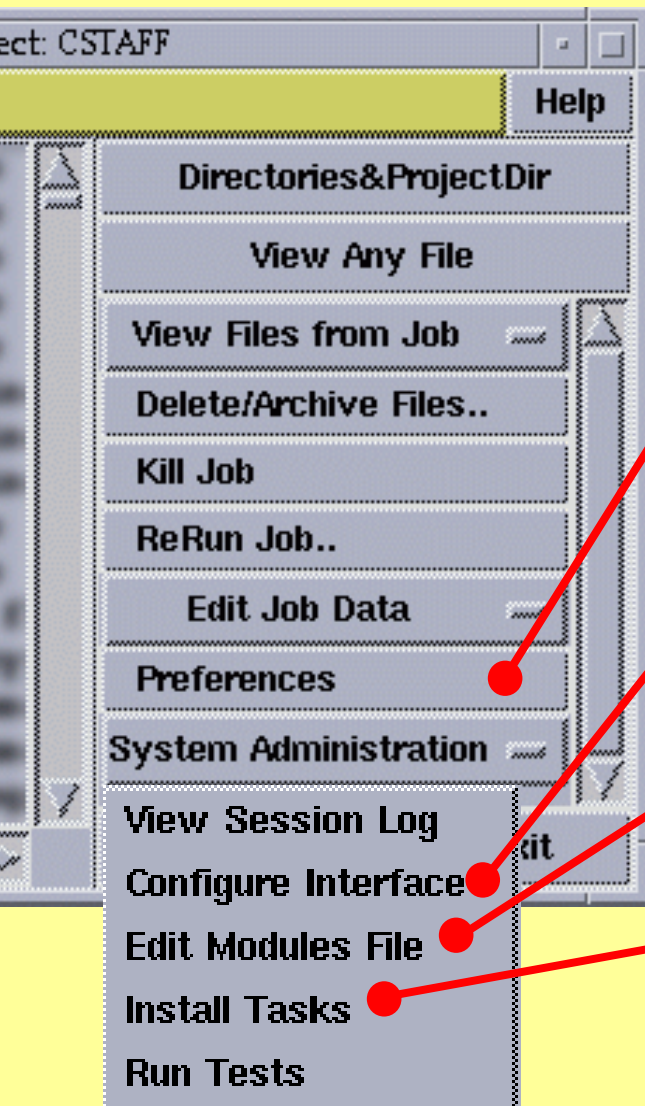 ect: CSTAFF
Help
Directories&ProjectDir
View Any File
View Files from Job
Delete/Archive Files..
Kill Job
ReRun Job..
Edit Job Data
Preferences
System Administration
View Session Log
xit
Configure Interface
Edit Modules File
Install Tasks
Run Tests